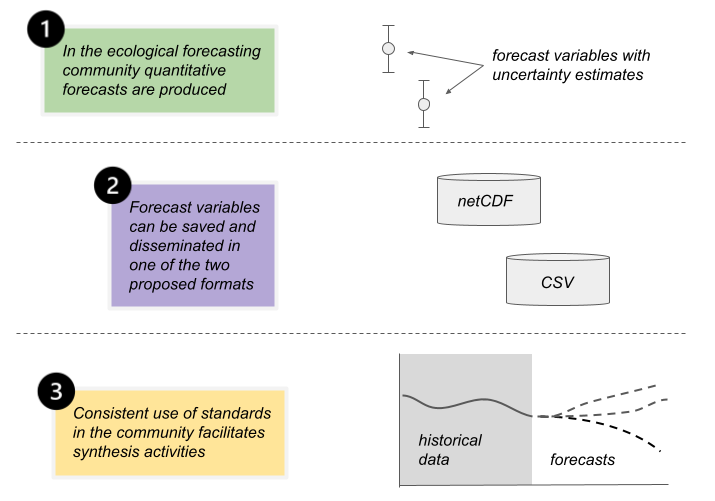 1
In the ecological forecasting
community quantitative
forecasts are produced
forecast variables with
uncertainty estimates
2
Forecast variables
can be saved and
disseminated in
one of the two
proposed formats
netCDF
CSV
3
Consistent use of standards
in the community facilitates
synthesis activities
historical
data
forecasts